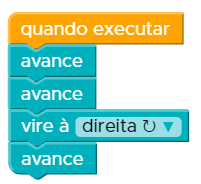 quando executar
avance
avance
vire à direita ↻ ▼
avance